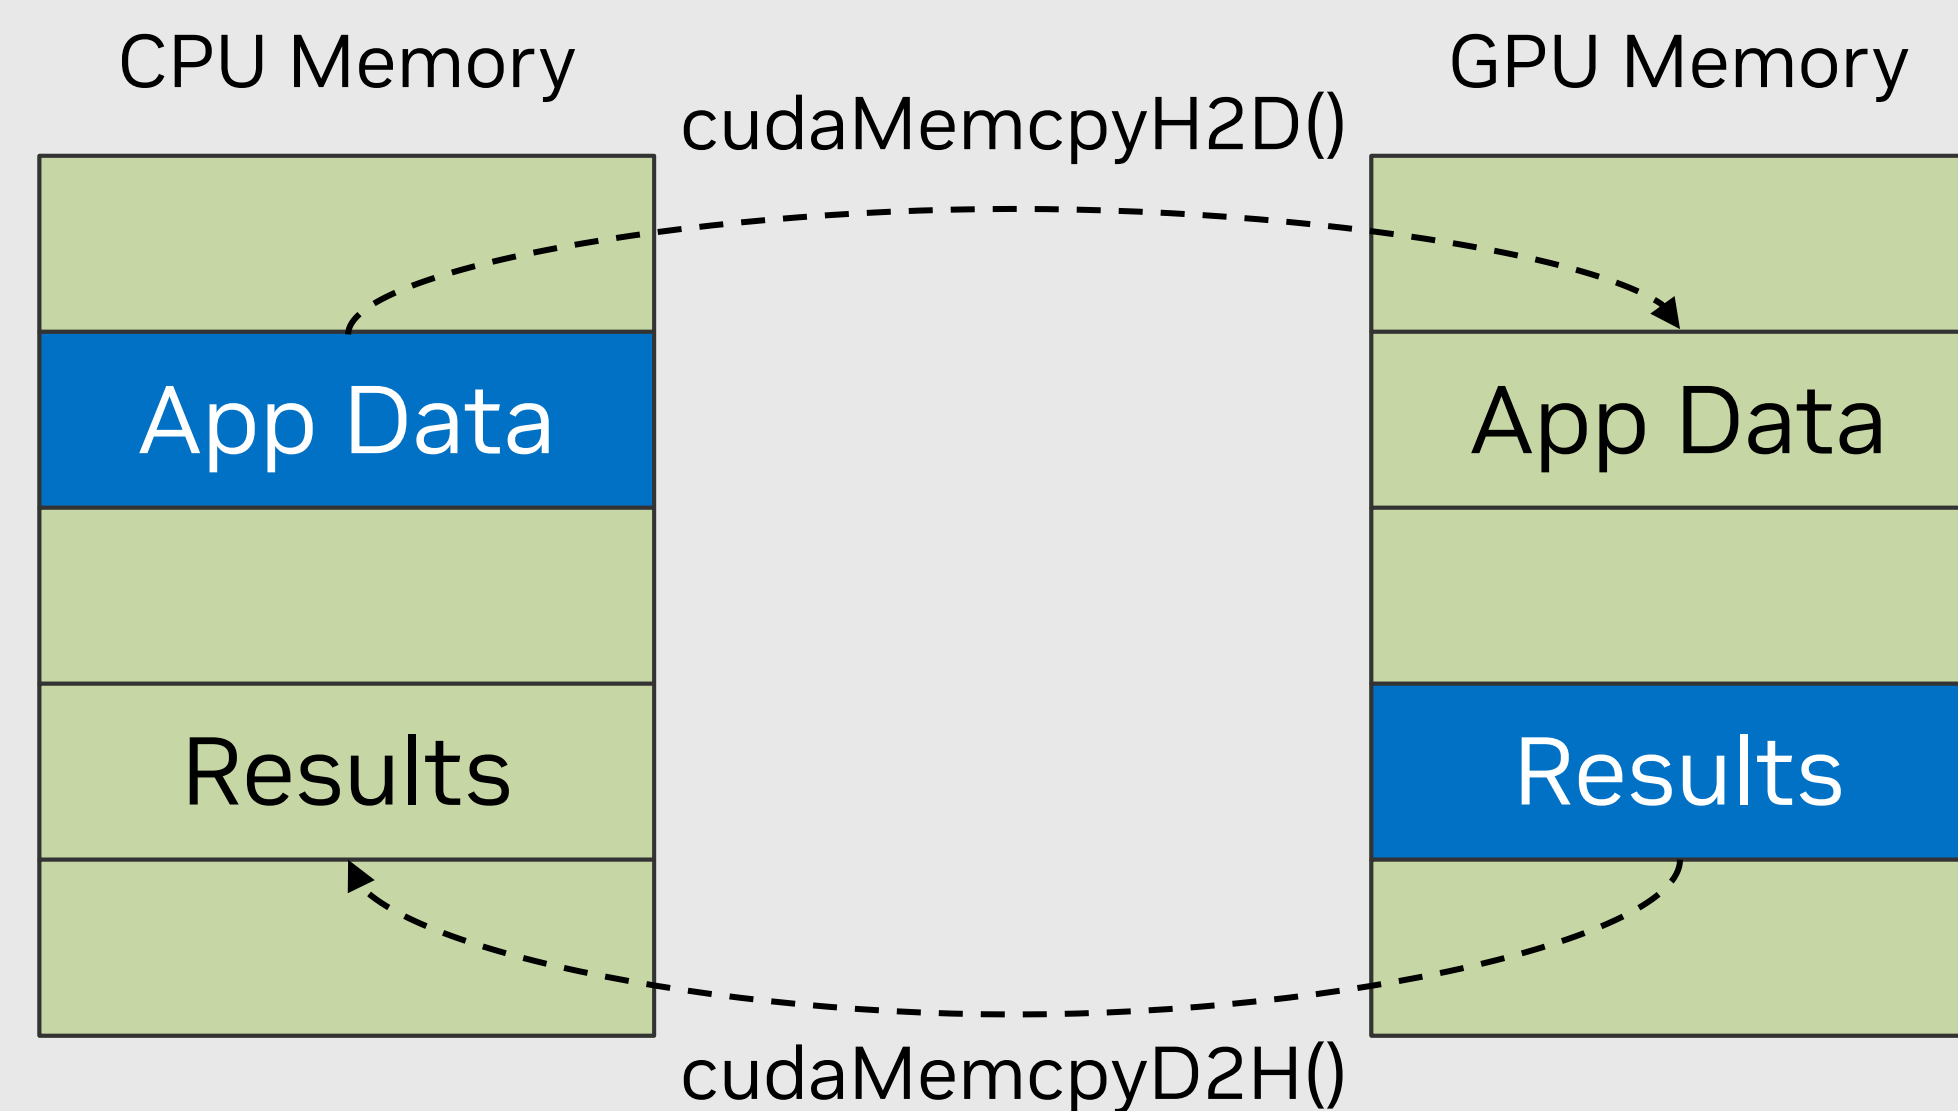 CPU Memory
GPU Memory
cudaMemcpyH2D()
App Data
App Data
Results
Results
cudaMemcpyD2H()